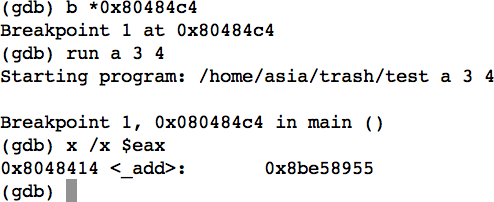 (gdb) b *0x80484c4
Breakpoint 1 at 0x80484c4
(gdb) run a 3 4
Starting program: /home/asia/trash/test a 3 4
Breakpoint 1, 0x080484c4 in main ()
(gdb) x /x $eax
0x8048414 <_add>: 0x8be58955
(gdb)